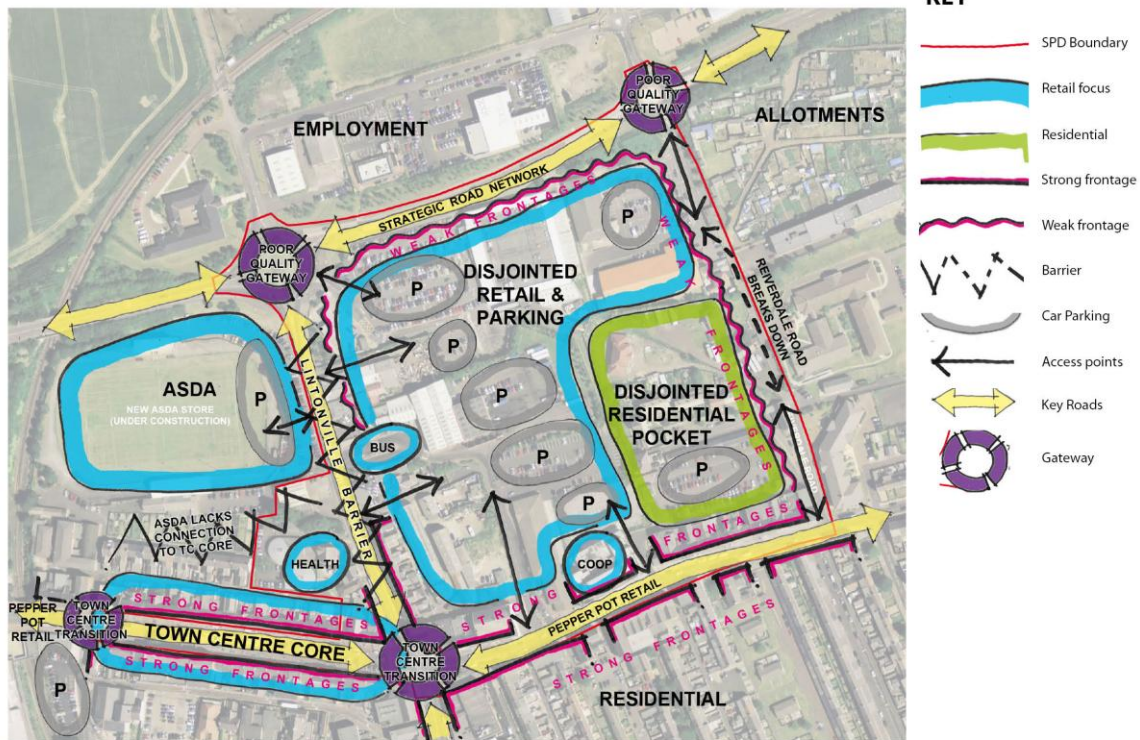 KEY
SPD Boundary
Retail focus
Residential
Strong frontage
Weak frontage
Barrier
Car Parking
Access points
Key Roads
Gateway
POOR
QUALITY
GATEWAY
EMPLOYMENT
ALLOTMENTS
STRATEGIC ROAD NETWORK
WEAK FRONTAGES
P
WEAK FRONTAGES
REIVERDALE ROAD
BREAKS DOWN
POOR
QUALITY
GATEWAY
DISJOINTED
RETAIL &
PARKING
P
P
ASDA
NEW ASDA STORE
(UNDER CONSTRUCTION)
P
LINTONVILLE BARRIER
P
DISJOINTED
RESIDENTIAL
POCKET
BUS
P
P
P
ASDA LACKS
CONNECTION
TO TC CORE
FRONTAGES
HEALTH
COOP
STRONG
PEPPER POT RETAIL
PEPPER
POT
RETAIL
TOWN
CENTRE
TRANSITION
STRONG FRONTAGES
TOWN CENTRE CORE
STRONG FRONTAGES
TOWN
CENTRE
TRANSITION
STRONG FRONTAGES
P
RESIDENTIAL